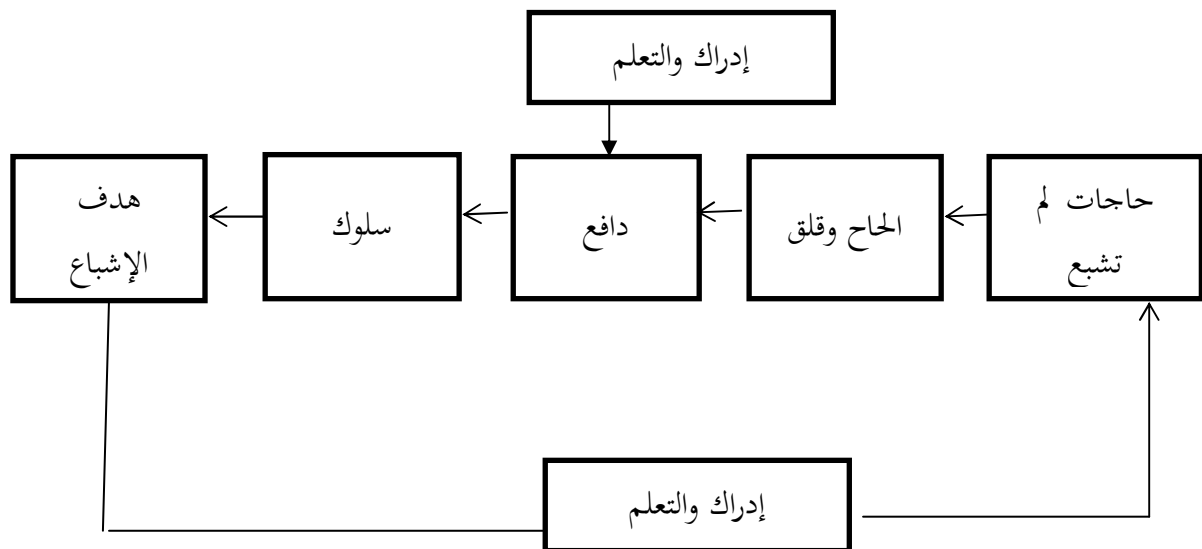 إدراك والتعلم
حاجات لم
تشبع
الحاح وقلق
دافع
سلوك
هدف
الإشباع
إدراك والتعلم